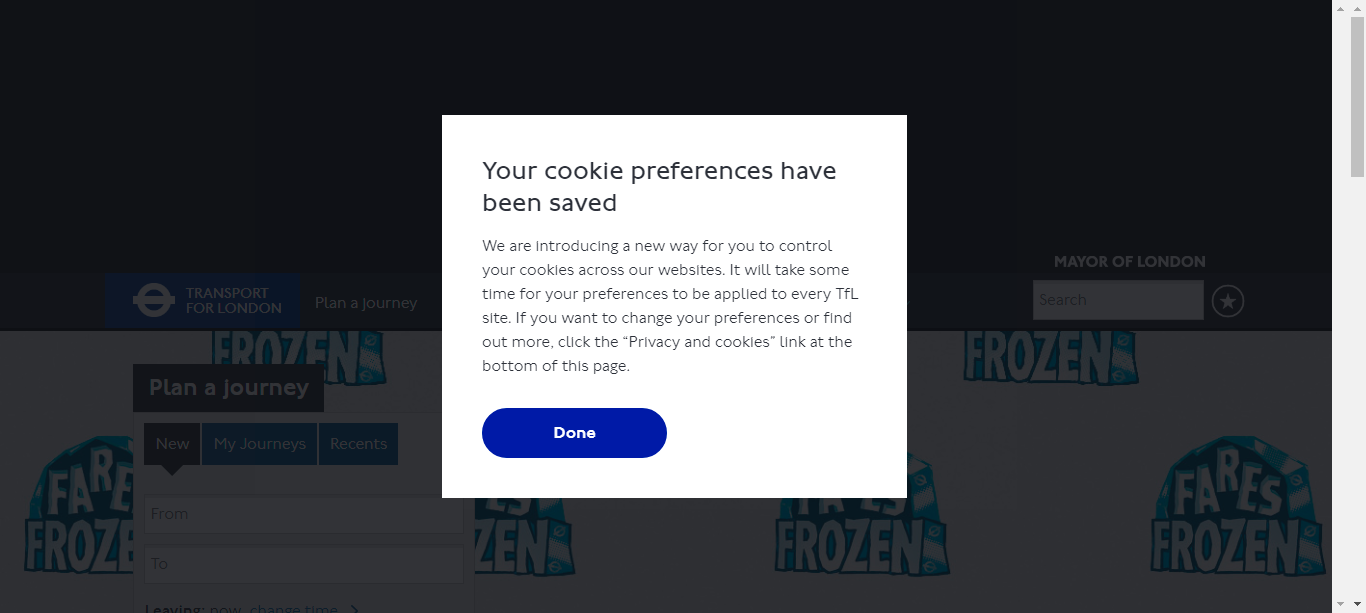 MAYOR OF LONDON
TRANSPORT
FOR LONDON
Plan a journey
Search
Your cookie preferences have
been saved
We are introducing a new way for you to control
your cookies across our websites. It will take some
time for your preferences to be applied to every TfL
site. If you want to change your preferences or find
out more, click the “Privacy and cookies” link at the
bottom of this page.
Done
FROZEN
FROZEN
Plan a journey
New
My Journeys
Recents
From
To
Leaving: now change time
FARES
FROZEN
FARES
FROZEN